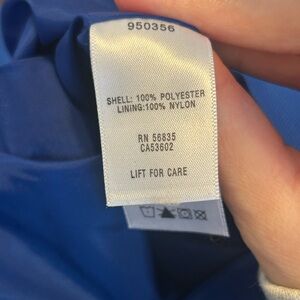 950356
SHELL: 100% POLYESTER
LINING:100% NYLON
RN 56835
CA53602
LIFT FOR CARE